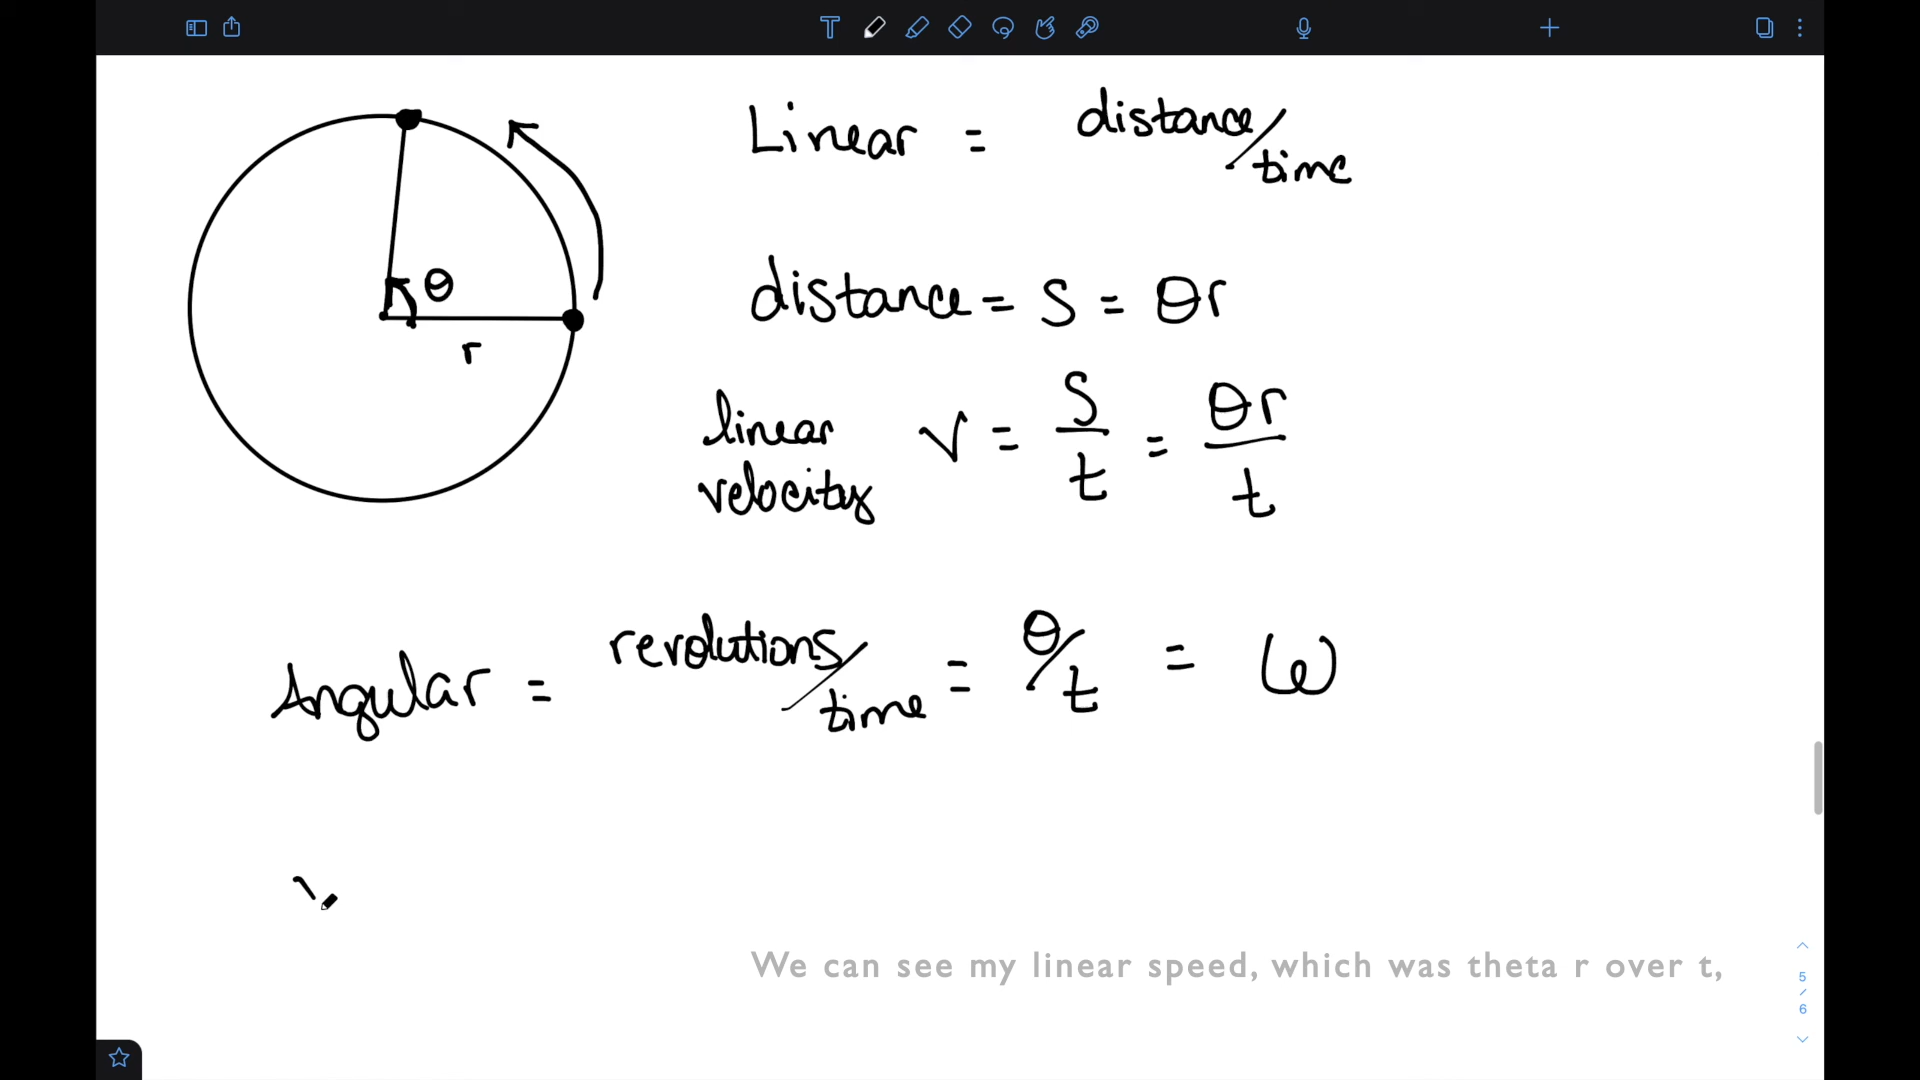 Linear = distance/time
θ
r
distance = S = θr
linear velocity V = S/t = θr/t
Angular = revolutions/time = θ/t = ω
We can see my linear speed, which was theta r over t,
5
/
6